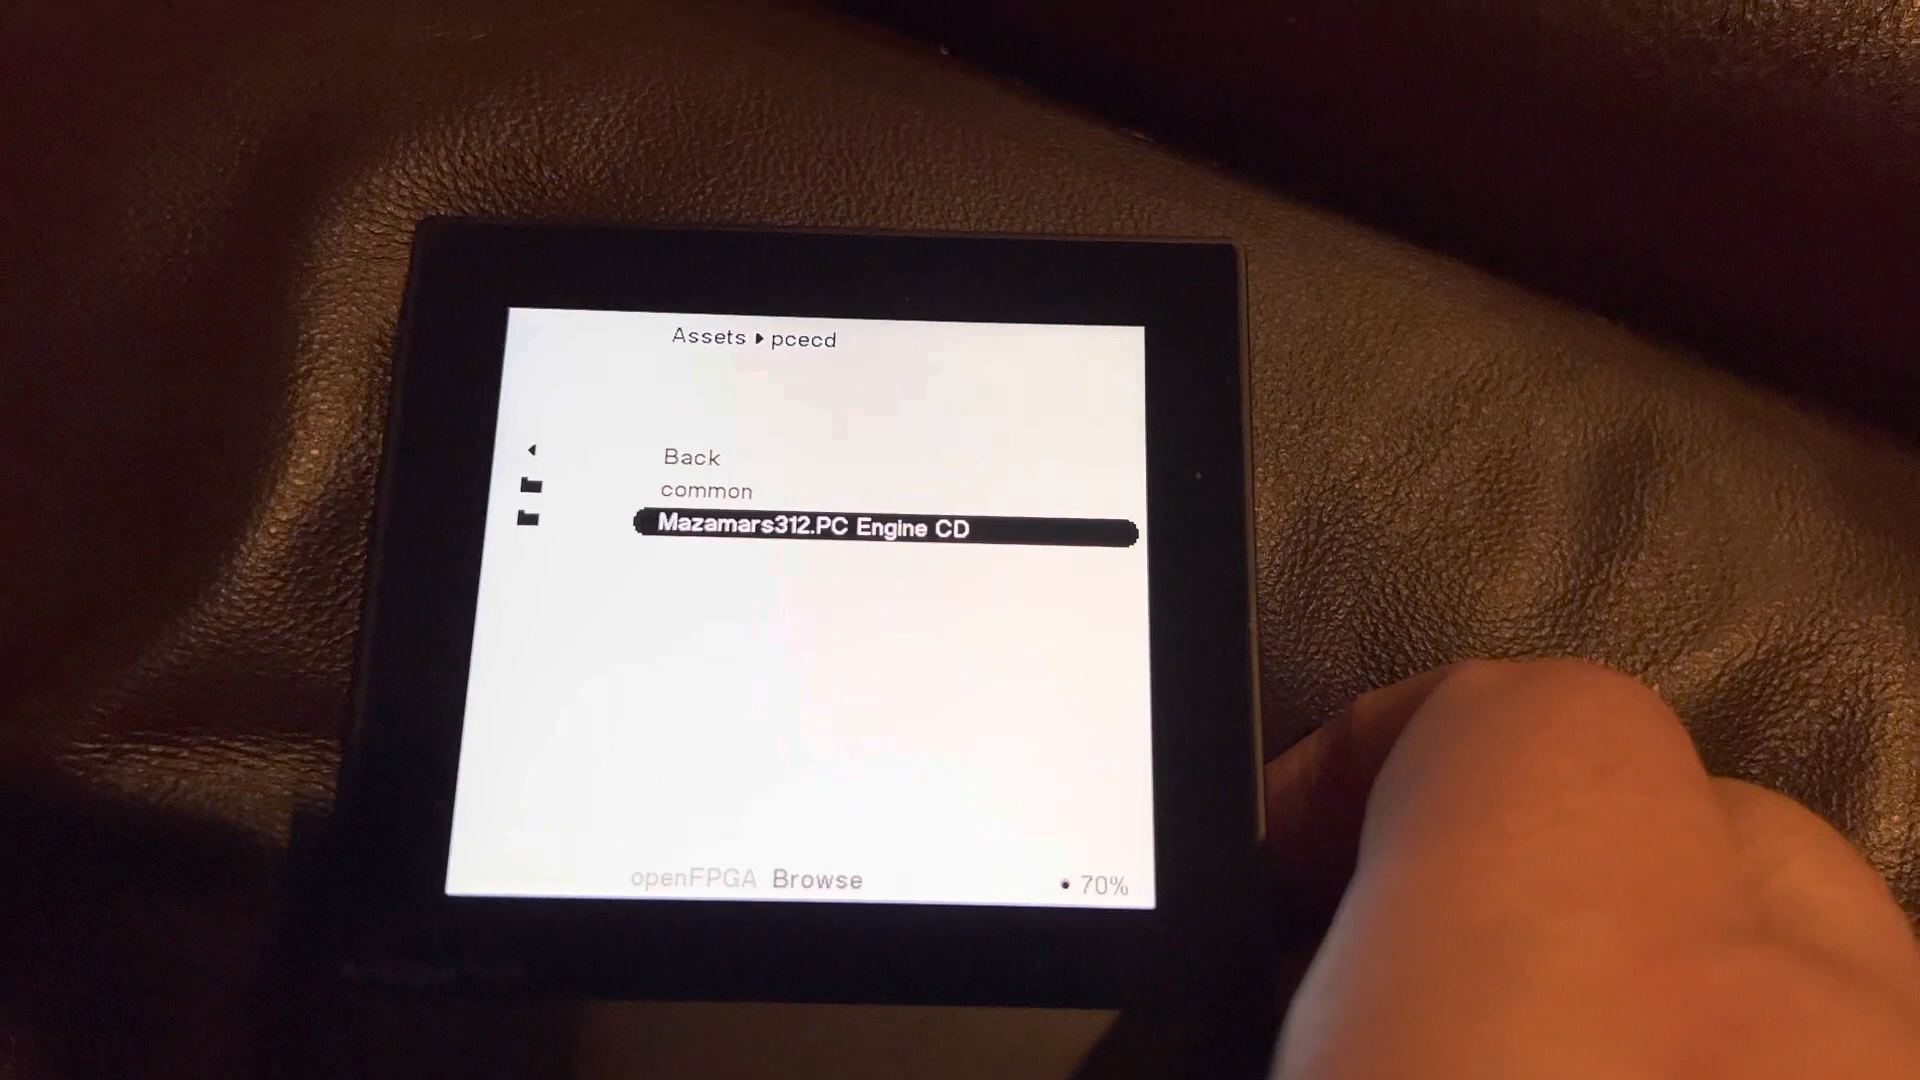 Assets ▸ pcecd
Back
common
Mazamars312.PC Engine CD
openFPGA Browse
70%